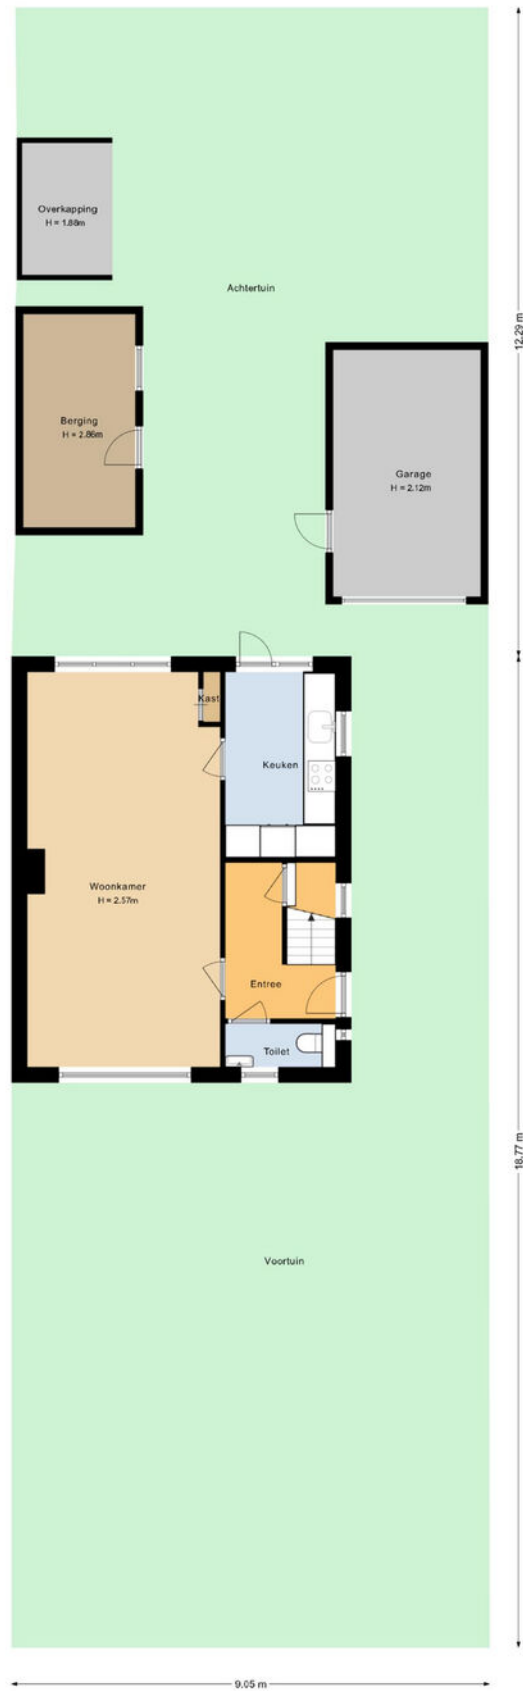 Overkapping
H = 1.88m
Achtertuin
12.29 m
Berging
H = 2.86m
Garage
H = 2.12m
Kast
Keuken
Woonkamer
H = 2.57m
Entree
Toilet
18.77 m
Voortuin
9.05 m